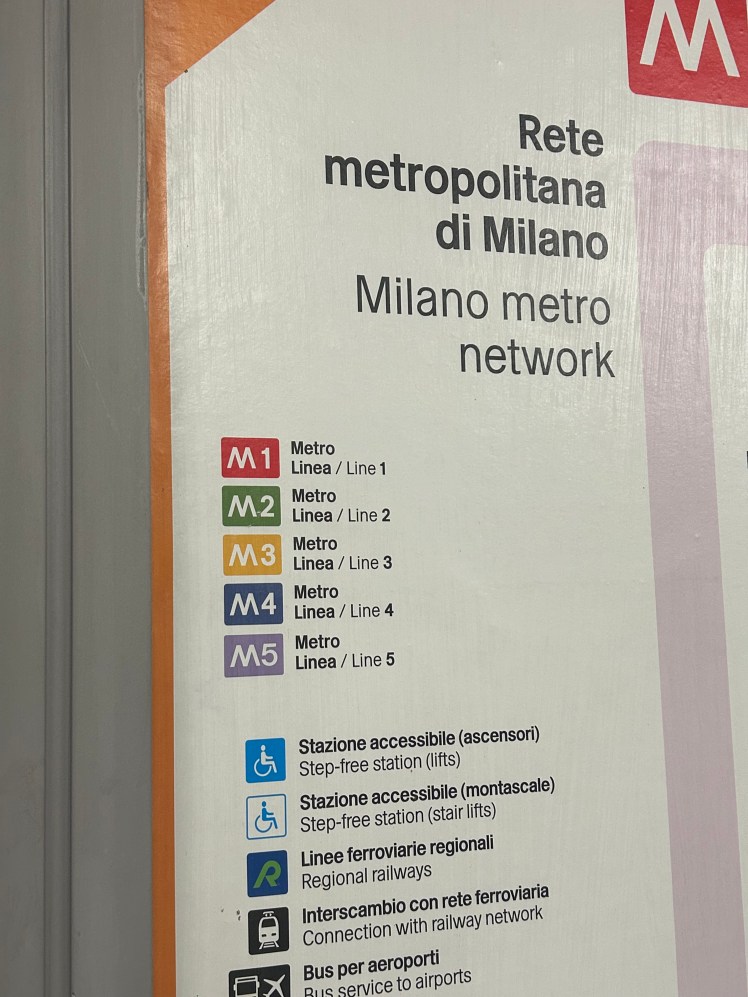 M
Rete
metropolitana
di Milano
Milano metro
network
M1 Metro
Linea / Line 1
M2 Metro
Linea / Line 2
M3 Metro
Linea / Line 3
M4 Metro
Linea / Line 4
M5 Metro
Linea / Line 5
Stazione accessibile (ascensori)
Step-free station (lifts)
Stazione accessibile (montascale)
Step-free station (stair lifts)
R Linee ferroviarie regionali
Regional railways
Interscambio con rete ferroviaria
Connection with railway network
Bus per aeroporti
Bus service to airports